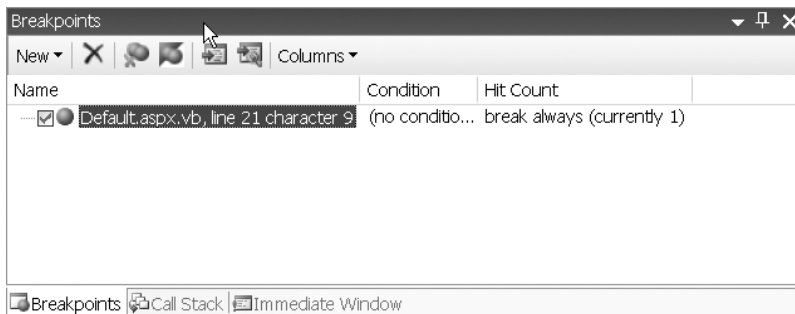 Breakpoints
New Columns
Name Condition Hit Count
Default.aspx.vb, line 21 character 9 (no conditio... break always (currently 1)
Breakpoints Call Stack Immediate Window